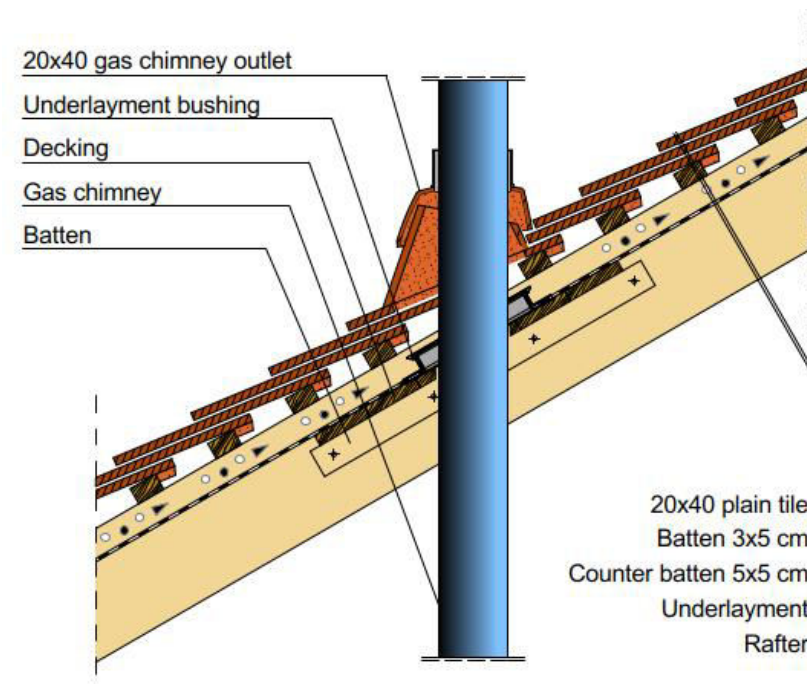 20x40 gas chimney outlet
Underlayment bushing
Decking
Gas chimney
Batten
20x40 plain tile
Batten 3x5 cm
Counter batten 5x5 cm
Underlayment
Rafter